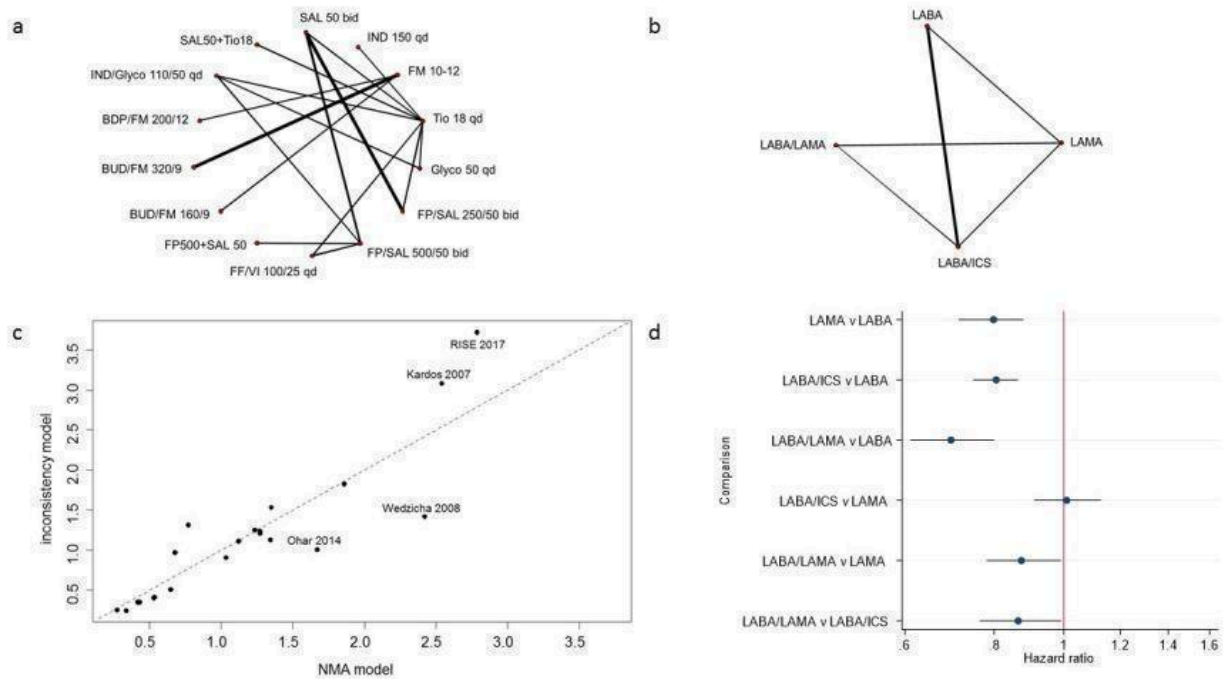 a
SAL 50 bid
IND 150 qd
SAL50+Tio18
FM 10-12
IND/Glyco 110/50 qd
BDP/FM 200/12
Tio 18 qd
BUD/FM 320/9
Glyco 50 qd
BUD/FM 160/9
FP/SAL 250/50 bid
FP500+SAL 50
FP/SAL 500/50 bid
FF/VI 100/25 qd
b
LABA
LABA/LAMA
LAMA
LABA/ICS
c
inconsistency model
3.5
3.0
2.5
2.0
1.5
1.0
0.5
RISE 2017
Kardos 2007
Wedzicha 2008
Ohar 2014
0.5 1.0 1.5 2.0 2.5 3.0 3.5
NMA model
d
Comparison
LAMA v LABA
LABA/ICS v LABA
LABA/LAMA v LABA
LABA/ICS v LAMA
LABA/LAMA v LAMA
LABA/LAMA v LABA/ICS
.6 .8 1 1.2 1.4 1.6
Hazard ratio